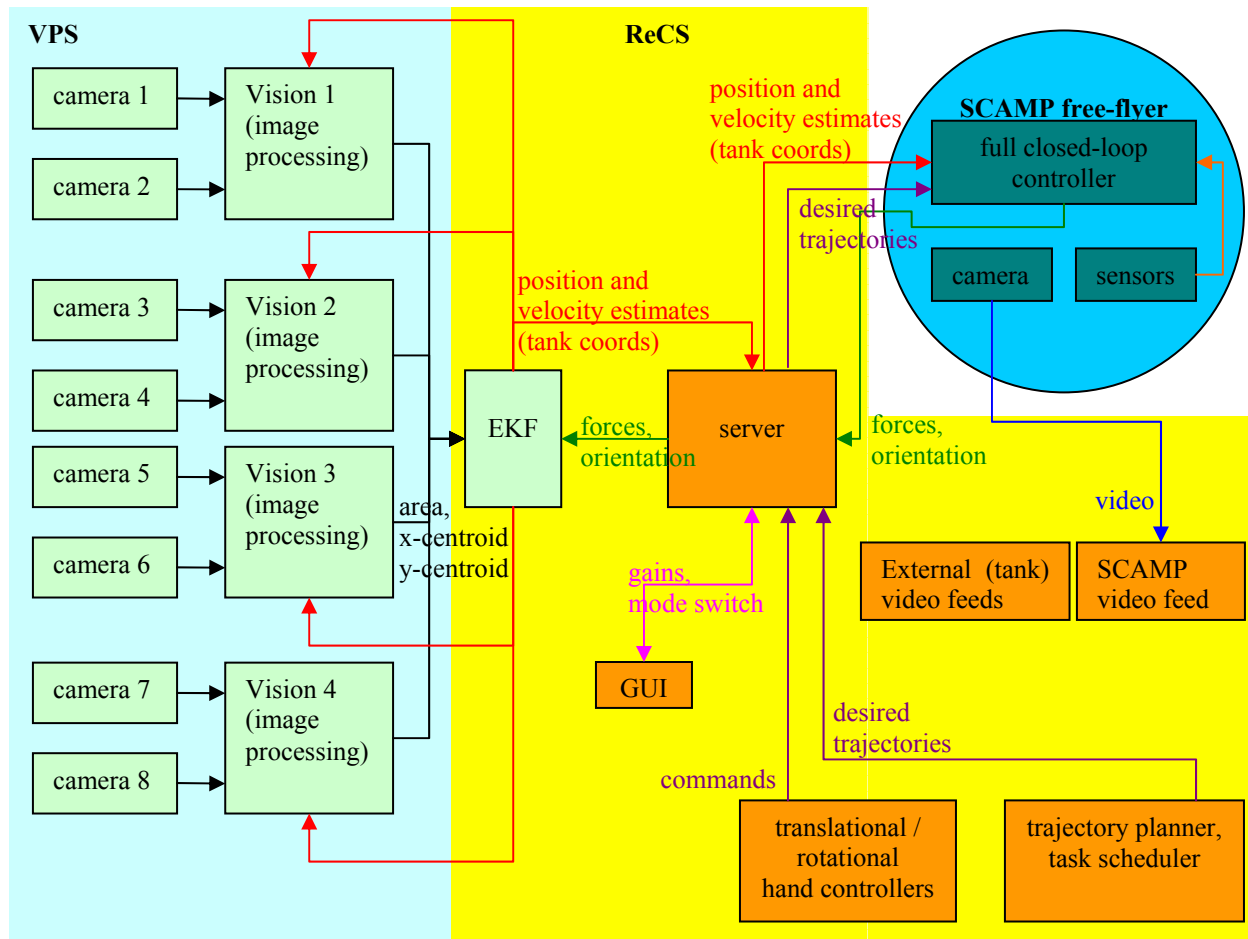 VPS
camera 1
camera 2
Vision 1
(image
processing)
camera 3
camera 4
Vision 2
(image
processing)
camera 5
camera 6
Vision 3
(image
processing)
camera 7
camera 8
Vision 4
(image
processing)
area,
x-centroid
y-centroid
ReCS
position and
velocity estimates
(tank coords)
EKF
forces,
orientation
server
gains,
mode switch
GUI
position and
velocity estimates
(tank coords)
desired
trajectories
SCAMP free-flyer
full closed-loop
controller
camera
sensors
forces,
orientation
video
External (tank)
video feeds
SCAMP
video feed
desired
trajectories
commands
translational /
rotational
hand controllers
trajectory planner,
task scheduler